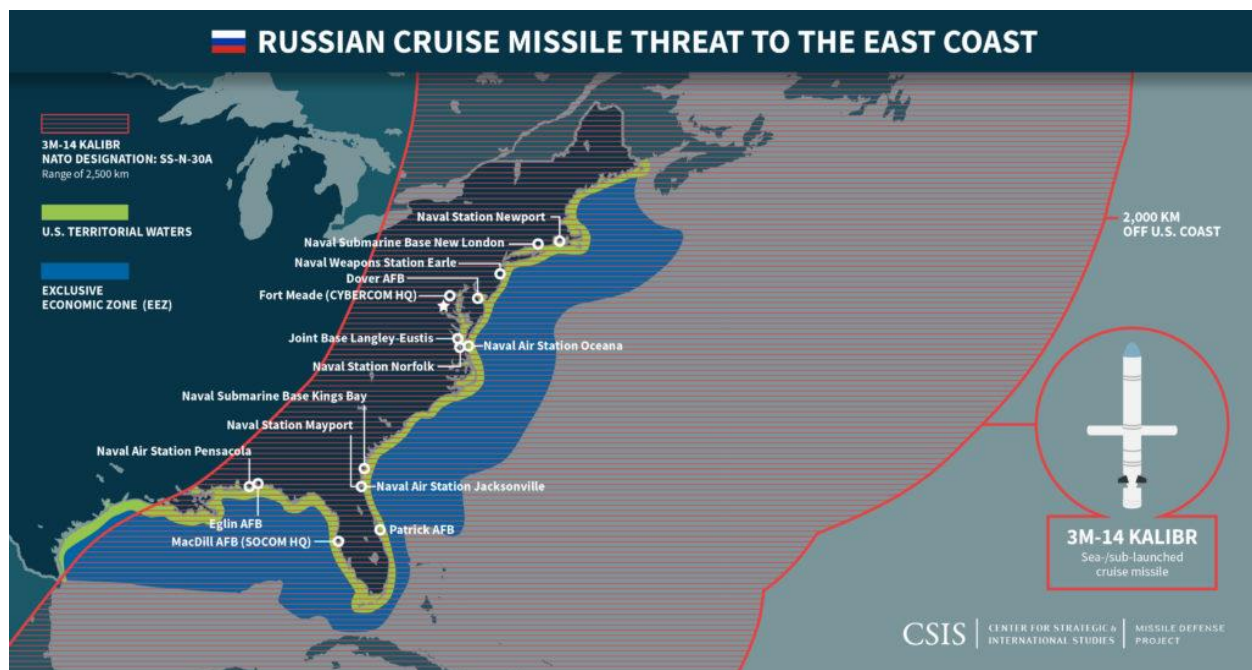 RUSSIAN CRUISE MISSILE THREAT TO THE EAST COAST
3M-14 KALIBR
NATO DESIGNATION: SS-N-30A
Range of 2,500 km
U.S. TERRITORIAL WATERS
EXCLUSIVE
ECONOMIC ZONE (EEZ)
Naval Station Newport
Naval Submarine Base New London
Naval Weapons Station Earle
Dover AFB
Fort Meade (CYBERCOM HQ)
Joint Base Langley-Eustis
Naval Air Station Oceana
Naval Station Norfolk
Naval Submarine Base Kings Bay
Naval Station Mayport
Naval Air Station Pensacola
Naval Air Station Jacksonville
Eglin AFB
Patrick AFB
MacDill AFB (SOCOM HQ)
2,000 KM
OFF U.S. COAST
3M-14 KALIBR
Sea-/sub-launched
cruise missile
CSIS
CENTER FOR STRATEGIC &
INTERNATIONAL STUDIES
MISSILE DEFENSE
PROJECT